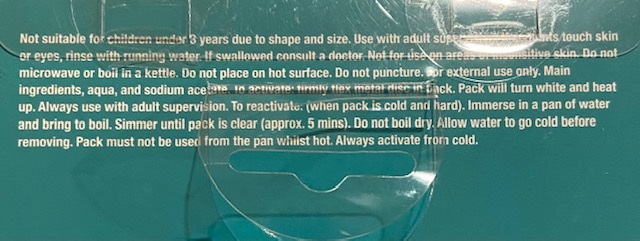 Not suitable for children under 3 years due to shape and size. Use with adult supervision. If contents touch skin
or eyes, rinse with running water. If swallowed consult a doctor. Not for use on areas of insensitive skin. Do not
microwave or boil in a kettle. Do not place on hot surface. Do not puncture. For external use only. Main
ingredients, aqua, and sodium acetate. To activate: firmly flex metal disc in pack. Pack will turn white and heat
up. Always use with adult supervision. To reactivate: (when pack is cold and hard). Immerse in a pan of water
and bring to boil. Simmer until pack is clear (approx. 5 mins). Do not boil dry. Allow water to go cold before
removing. Pack must not be used from the pan whilst hot. Always activate from cold.